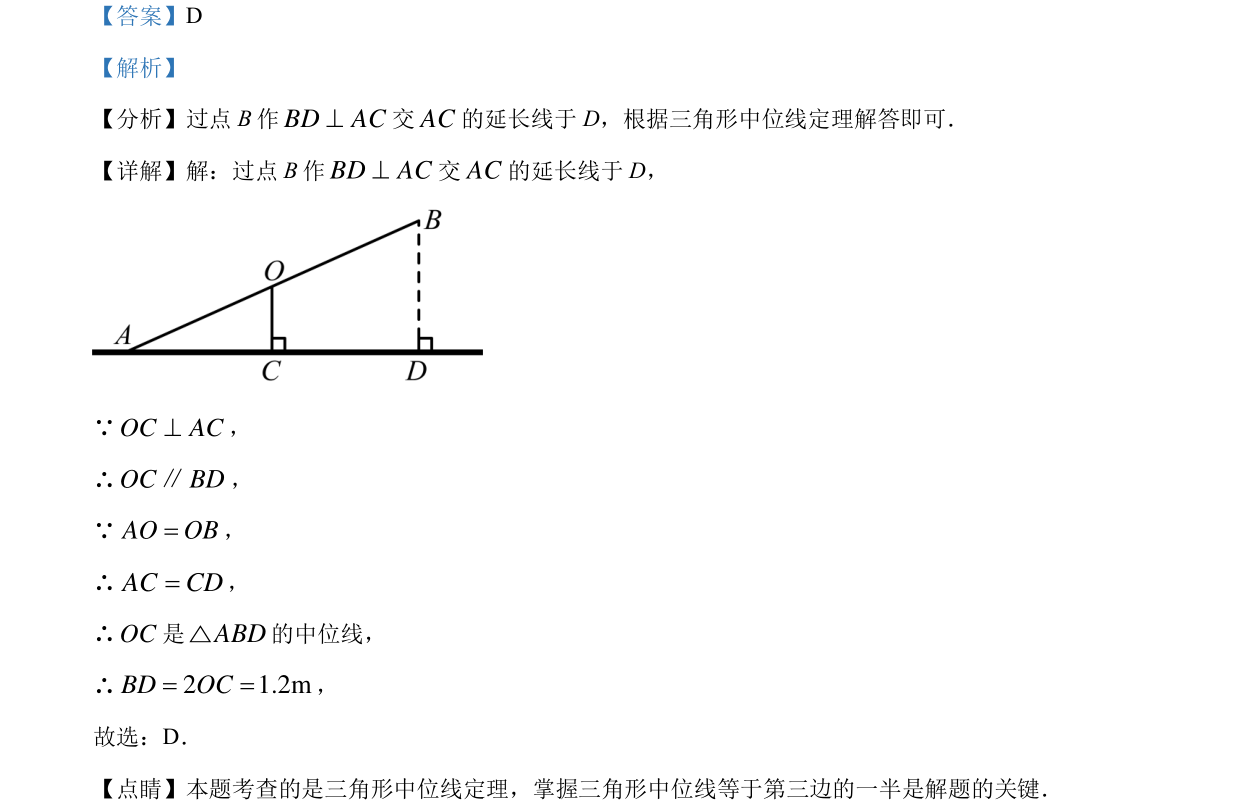 【答案】D
【解析】
【分析】过点 B 作 BD ⊥ AC 交 AC 的延长线于 D，根据三角形中位线定理解答即可．
【详解】解：过点 B 作 BD ⊥ AC 交 AC 的延长线于 D，
B
O
A
C
D
∵ OC ⊥ AC，
∴ OC ∥ BD，
∵ AO = OB，
∴ AC = CD，
∴ OC 是 △ABD 的中位线，
∴ BD = 2OC =1.2m，
故选：D．
【点睛】本题考查的是三角形中位线定理，掌握三角形中位线等于第三边的一半是解题的关键．